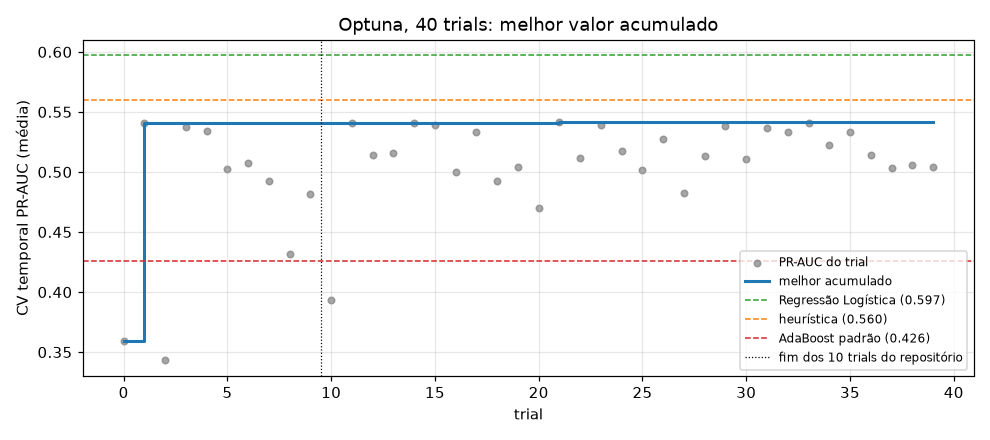 Optuna, 40 trials: melhor valor acumulado
CV temporal PR-AUC (média)
0.60
0.55
0.50
0.45
0.40
0.35
PR-AUC do trial
melhor acumulado
Regressão Logística (0.597)
heurística (0.560)
AdaBoost padrão (0.426)
fim dos 10 trials do repositório
0 5 10 15 20 25 30 35 40
trial